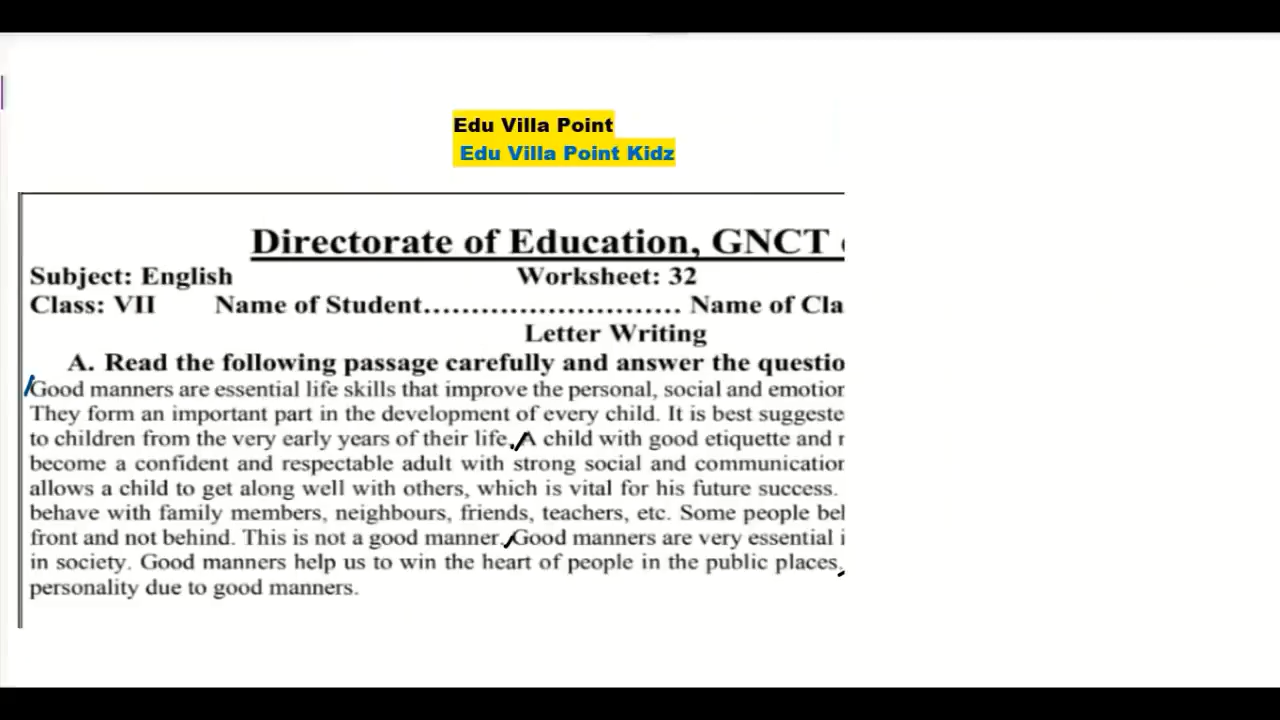 Edu Villa Point
Edu Villa Point Kidz
Directorate of Education, GNCT
Subject: English Worksheet: 32
Class: VII Name of Student.......................... Name of Cla
Letter Writing
A. Read the following passage carefully and answer the questio
Good manners are essential life skills that improve the personal, social and emotion
They form an important part in the development of every child. It is best suggeste
to children from the very early years of their life. A child with good etiquette and
become a confident and respectable adult with strong social and communication
allows a child to get along well with others, which is vital for his future success.
behave with family members, neighbours, friends, teachers, etc. Some people bel
front and not behind. This is not a good manner. Good manners are very essential i
in society. Good manners help us to win the heart of people in the public places.
personality due to good manners.